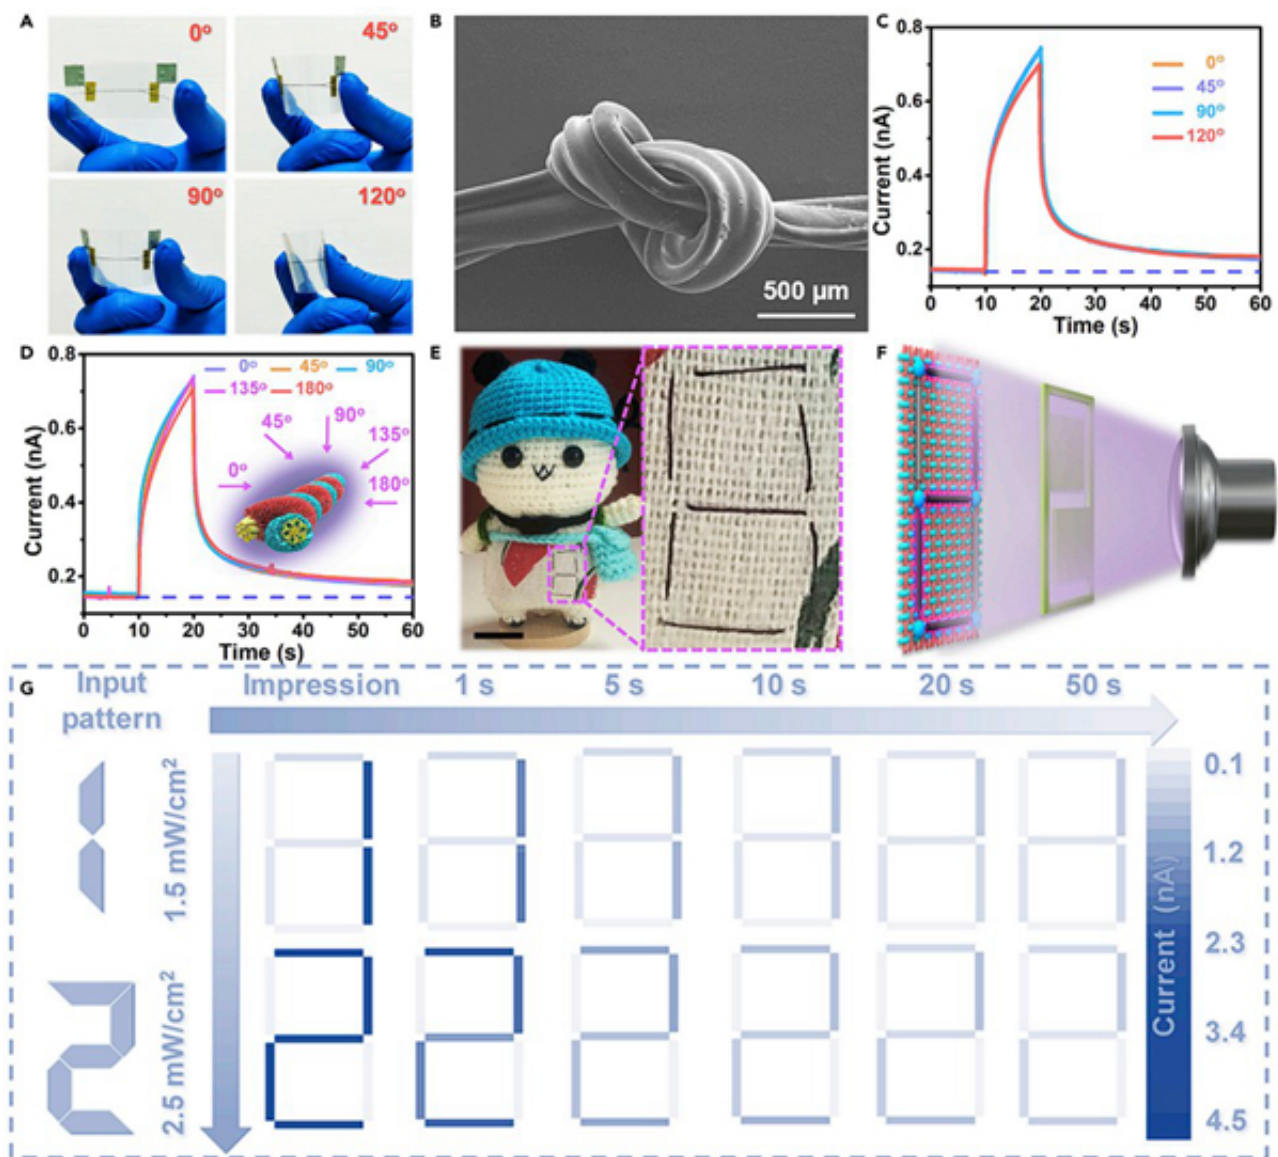 A
0°
45°
90°
120°
B
500 µm
C
Current (nA)
0.8
0.6
0.4
0.2
0°
45°
90°
120°
0 10 20 30 40 50 60
Time (s)
D
Current (nA)
0.8
0.6
0.4
0.2
0° 45° 90°
135° 180°
0°
45°
90°
135°
180°
0 10 20 30 40 50 60
Time (s)
E
F
G
Input
pattern
Impression 1 s 5 s 10 s 20 s 50 s
1.5 mW/cm²
2.5 mW/cm²
Current (nA)
0.1
1.2
2.3
3.4
4.5